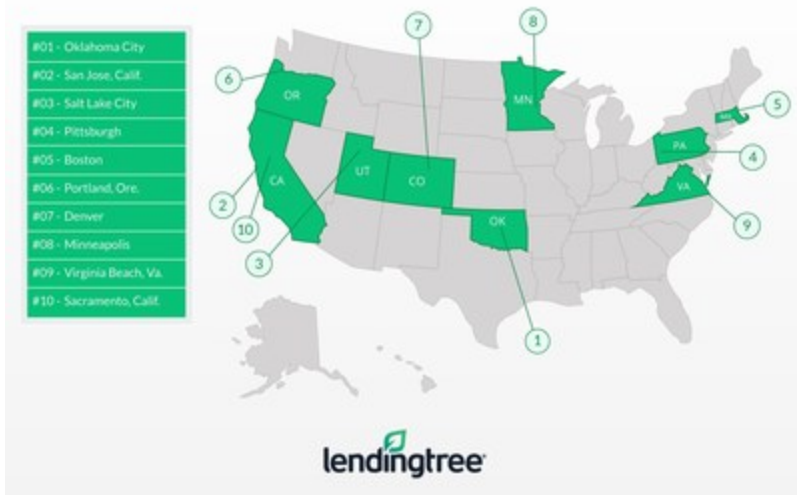 #01 - Oklahoma City
#02 - San Jose, Calif.
#03 - Salt Lake City
#04 - Pittsburgh
#05 - Boston
#06 - Portland, Ore.
#07 - Denver
#08 - Minneapolis
#09 - Virginia Beach, Va.
#10 - Sacramento, Calif.
7
8
6
OR
MN
5
MA
PA
4
UT
CO
CA
VA
2
OK
9
10
3
1
lendingtree